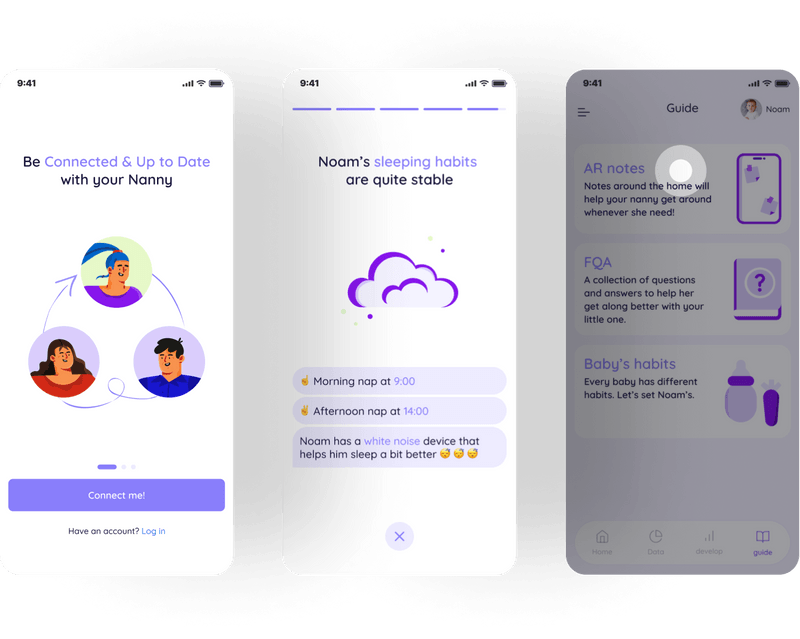 9:41
Be Connected & Up to Date
with your Nanny
Connect me!
Have an account? Log in
9:41
Noam's sleeping habits
are quite stable
☝️ Morning nap at 9:00
✌️ Afternoon nap at 14:00
Noam has a white noise device that
helps him sleep a bit better 😴 😴 😴
9:41
Guide
Noam
AR notes
Notes around the home will
help your nanny get around
whenever she need!
FQA
A collection of questions
and answers to help her
get along better with your
little one.
?
Baby's habits
Every baby has different
habits. Let's set Noam's.
Home
Data
develop
guide